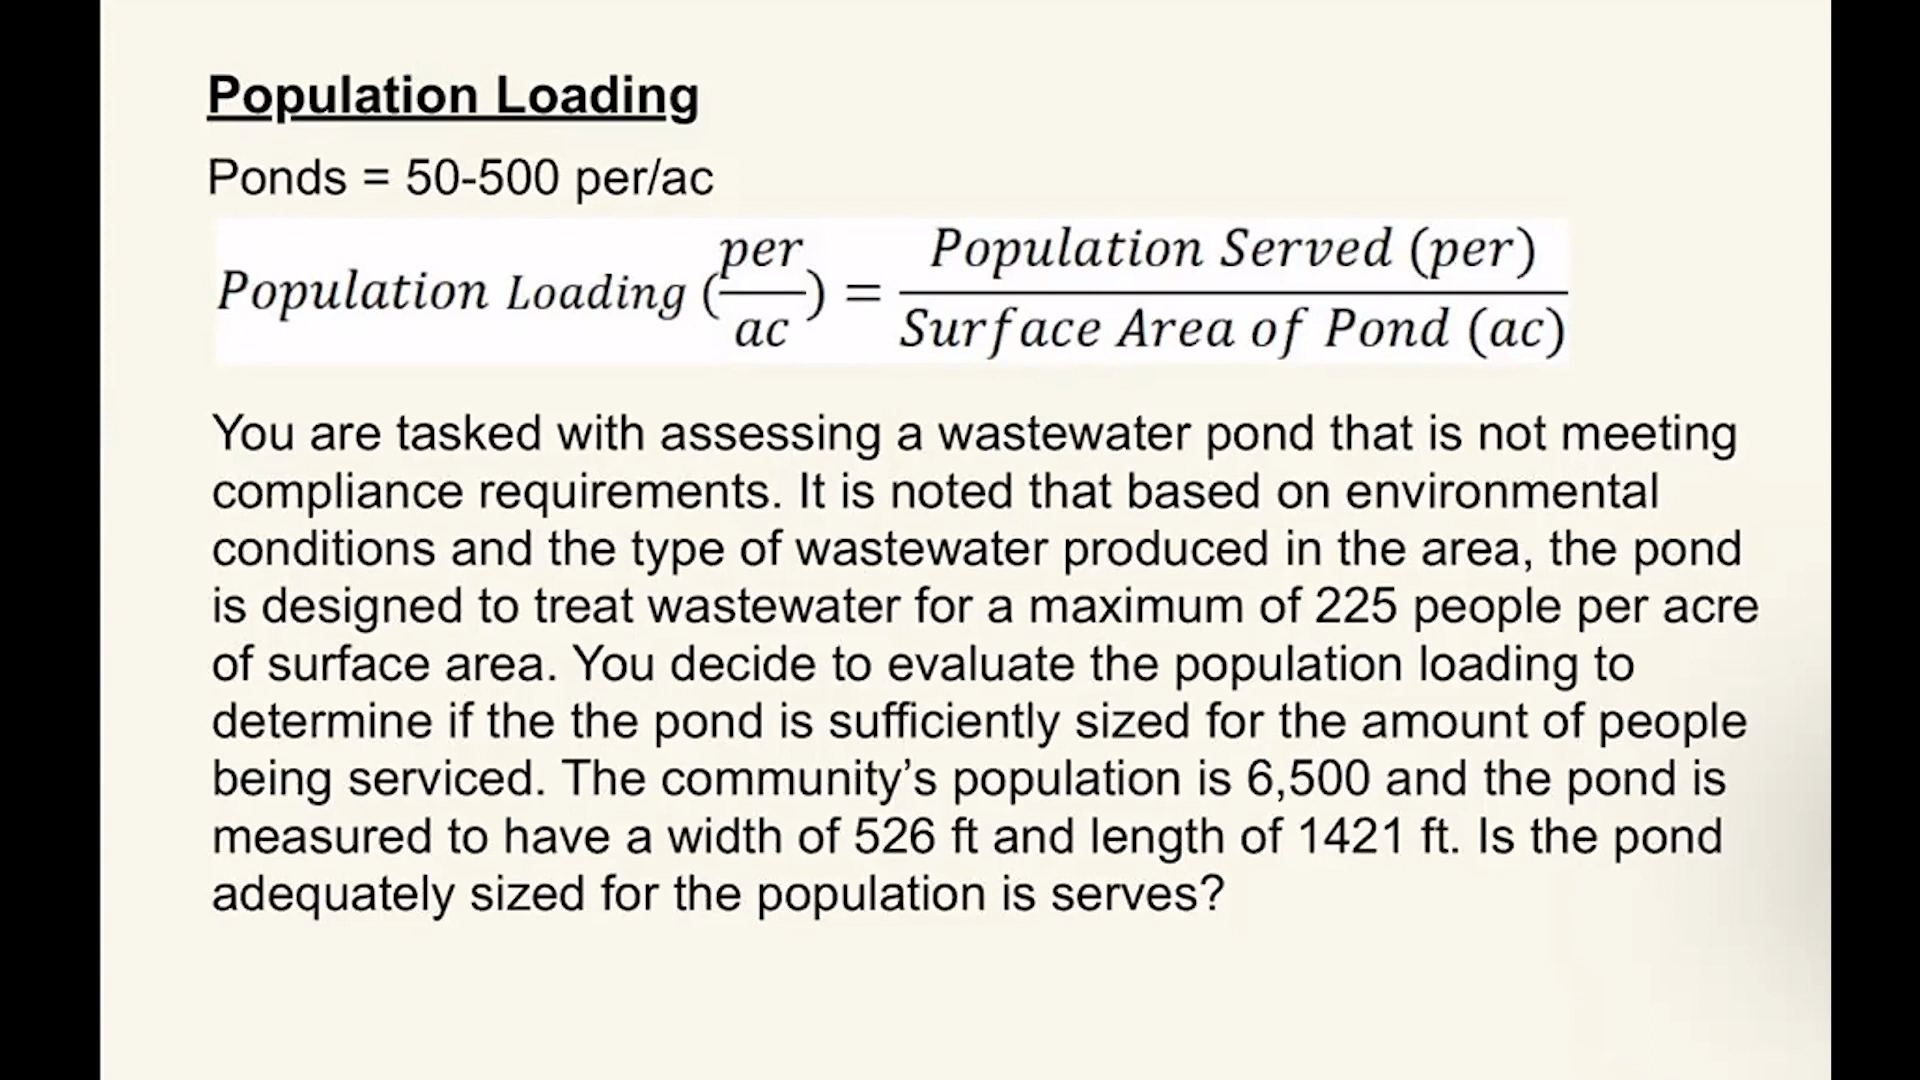 Population Loading
Ponds = 50-500 per/ac
Population Loading (per/ac) = Population Served (per) / Surface Area of Pond (ac)
You are tasked with assessing a wastewater pond that is not meeting
compliance requirements. It is noted that based on environmental
conditions and the type of wastewater produced in the area, the pond
is designed to treat wastewater for a maximum of 225 people per acre
of surface area. You decide to evaluate the population loading to
determine if the the pond is sufficiently sized for the amount of people
being serviced. The community’s population is 6,500 and the pond is
measured to have a width of 526 ft and length of 1421 ft. Is the pond
adequately sized for the population is serves?